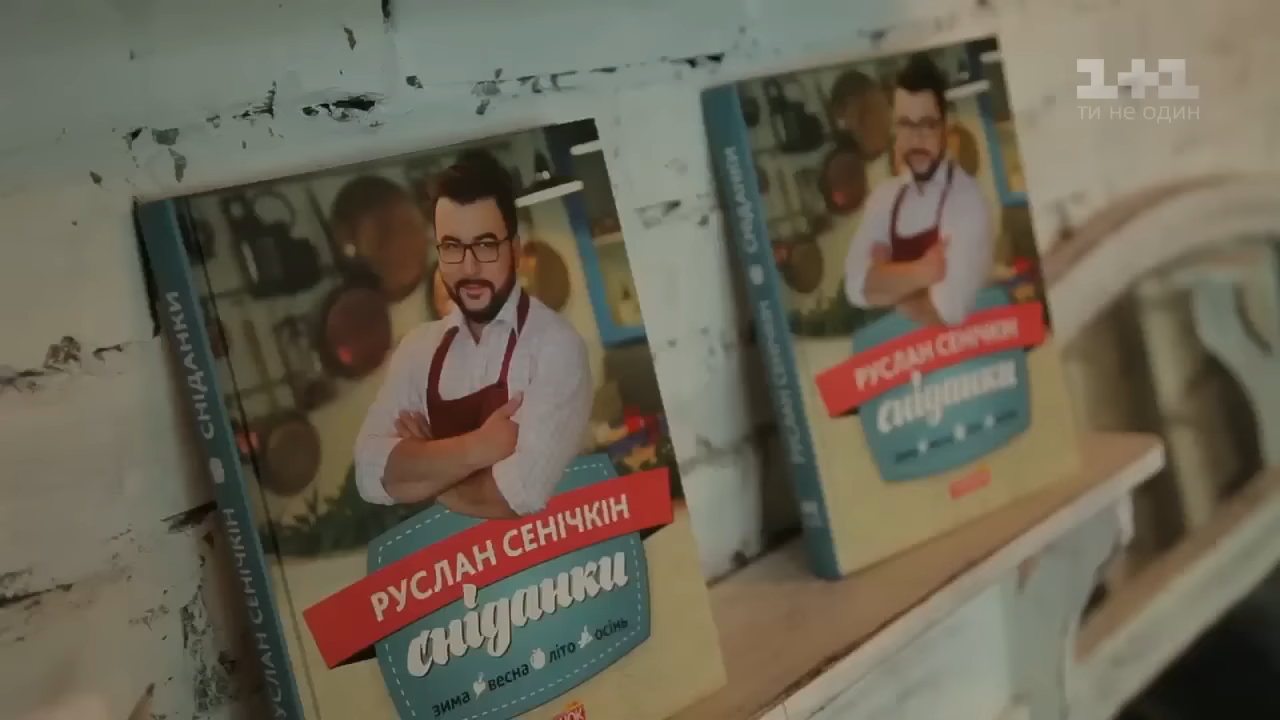 1+1
ТИ НЕ ОДИН
СНІДАНКИ
РУСЛАН СЕНІЧКІН
РУСЛАН СЕНІЧКІН
сніданки
зима весна літо осінь
СНІДАНКИ
РУСЛАН СЕНІЧКІН
РУСЛАН СЕНІЧКІН
сніданки